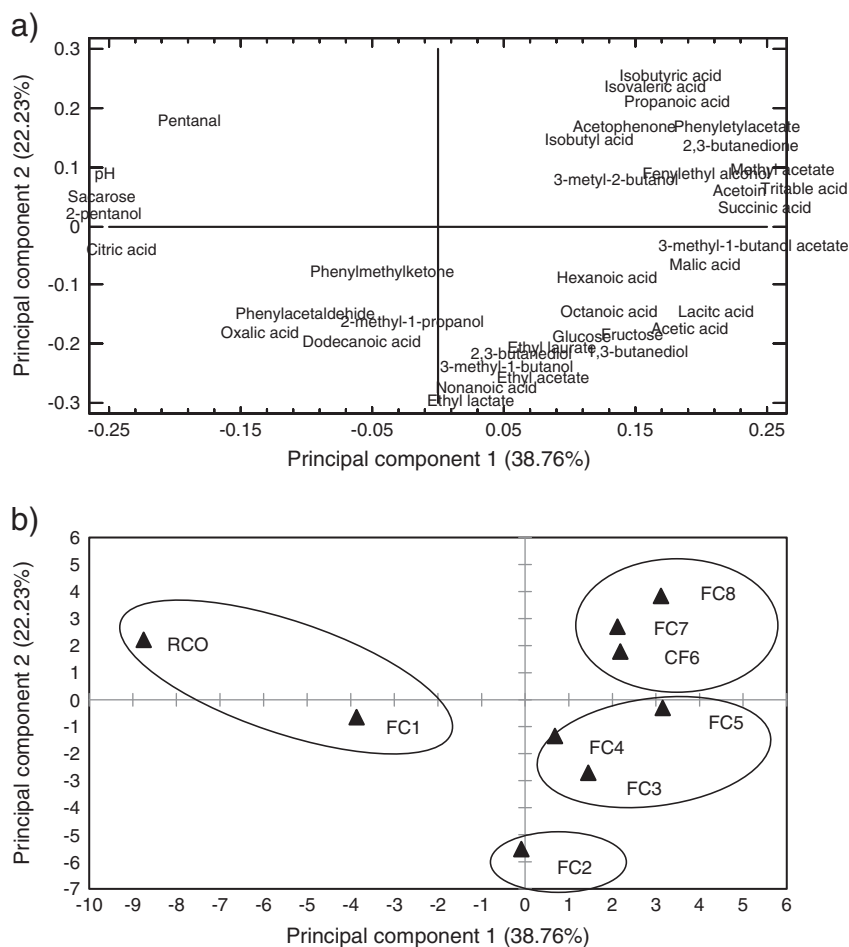 a)
0.3
0.2
0.1
0
-0.1
-0.2
-0.3
Principal component 2 (22.23%)
Isobutyric acid
Isovaleric acid
Propanoic acid
Pentanal
Acetophenone
Phenyletylacetate
Isobutyl acid
2,3-butanedione
pH
Fenylethyl alcohol
Methyl acetate
3-metyl-2-butanol
Sacarose
Acetoin
Tritable acid
2-pentanol
Succinic acid
Citric acid
3-methyl-1-butanol acetate
Phenylmethylketone
Malic acid
Hexanoic acid
Phenylacetaldehide
2-methyl-1-propanol
Octanoic acid
Lacitc acid
Oxalic acid
Dodecanoic acid
Glucose
Fructose
Acetic acid
Ethyl laurate
2,3-butanediol
1,3-butanediol
3-methyl-1-butanol
Ethyl acetate
Nonanoic acid
Ethyl lactate
-0.25
-0.15
-0.05
0.05
0.15
0.25
Principal component 1 (38.76%)
b)
6
5
4
3
2
1
0
-1
-2
-3
-4
-5
-6
-7
Principal component 2 (22.23%)
RCO
FC1
FC8
FC7
CF6
FC5
FC4
FC3
FC2
-10 -9 -8 -7 -6 -5 -4 -3 -2 -1 0 1 2 3 4 5 6
Principal component 1 (38.76%)